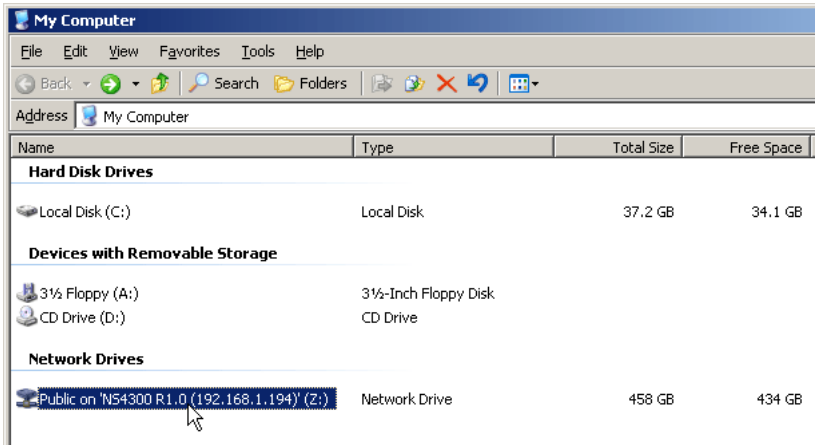 My Computer
File Edit View Favorites Tools Help
Back Search Folders
Address My Computer
Name Type Total Size Free Space
Hard Disk Drives
Local Disk (C:) Local Disk 37.2 GB 34.1 GB
Devices with Removable Storage
3½ Floppy (A:) 3½-Inch Floppy Disk
CD Drive (D:) CD Drive
Network Drives
Public on 'NS4300 R1.0 (192.168.1.194)' (Z:) Network Drive 458 GB 434 GB